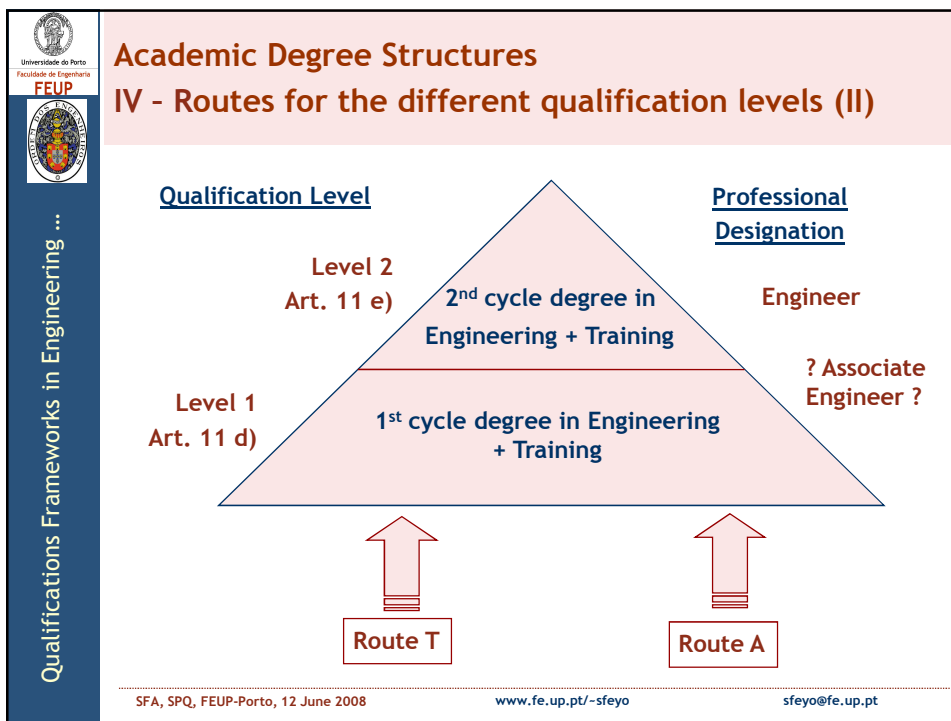 Universidade do Porto
Faculdade de Engenharia
FEUP
ORDEM DOS ENGENHEIROS
Qualifications Frameworks in Engineering ...
Academic Degree Structures
IV – Routes for the different qualification levels (II)
Qualification Level
Professional
Designation
Level 2
Art. 11 e)
2nd cycle degree in
Engineering + Training
Engineer
? Associate
Engineer ?
Level 1
Art. 11 d)
1st cycle degree in Engineering
+ Training
Route T
Route A
SFA, SPQ, FEUP-Porto, 12 June 2008
www.fe.up.pt/~sfeyo
sfeyo@fe.up.pt